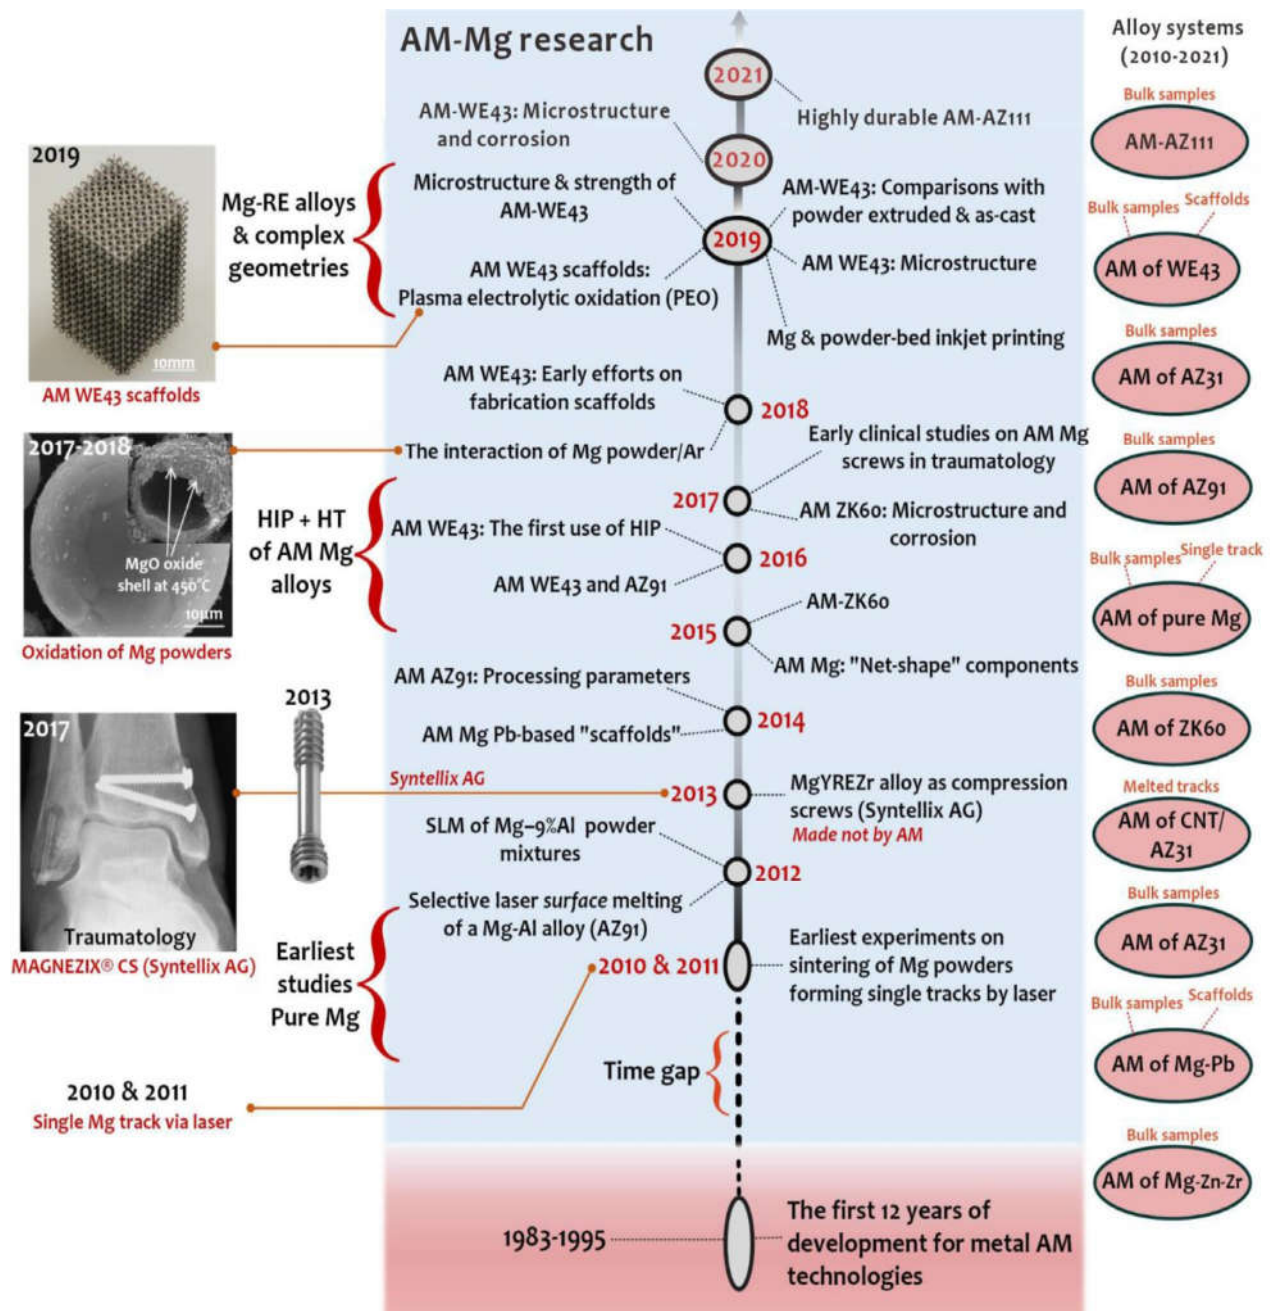 AM-Mg research
Alloy systems
(2010-2021)
2021
Highly durable AM-AZ111
AM-WE43: Microstructure
and corrosion
2020
2019
10mm
AM WE43 scaffolds
Mg-RE alloys
& complex
geometries
Microstructure & strength of
AM-WE43
AM WE43 scaffolds:
Plasma electrolytic oxidation (PEO)
2019
AM-WE43: Comparisons with
powder extruded & as-cast
AM WE43: Microstructure
Mg & powder-bed inkjet printing
AM WE43: Early efforts on
fabrication scaffolds
2018
The interaction of Mg powder/Ar
2017-2018
MgO oxide
shell at 450°C
10µm
Oxidation of Mg powders
HIP + HT
of AM Mg
alloys
Early clinical studies on AM Mg
screws in traumatology
2017
AM ZK60: Microstructure and
corrosion
AM WE43: The first use of HIP
2016
AM WE43 and AZ91
AM-ZK60
2015
AM Mg: "Net-shape" components
AM AZ91: Processing parameters
2014
AM Mg Pb-based "scaffolds"
2013
2017
Traumatology
MAGNEZIX® CS (Syntellix AG)
Syntellix AG
2013
MgYREZr alloy as compression
screws (Syntellix AG)
Made not by AM
SLM of Mg–9%Al powder
mixtures
2012
Selective laser surface melting
of a Mg-Al alloy (AZ91)
Earliest
studies
Pure Mg
2010 & 2011
Earliest experiments on
sintering of Mg powders
forming single tracks by laser
Time gap
2010 & 2011
Single Mg track via laser
1983-1995
The first 12 years of
development for metal AM
technologies
Bulk samples
AM-AZ111
Bulk samples Scaffolds
AM of WE43
Bulk samples
AM of AZ31
Bulk samples
AM of AZ91
Bulk samples Single track
AM of pure Mg
Bulk samples
AM of ZK60
Melted tracks
AM of CNT/
AZ31
Bulk samples
AM of AZ31
Bulk samples Scaffolds
AM of Mg-Pb
Bulk samples
AM of Mg-Zn-Zr